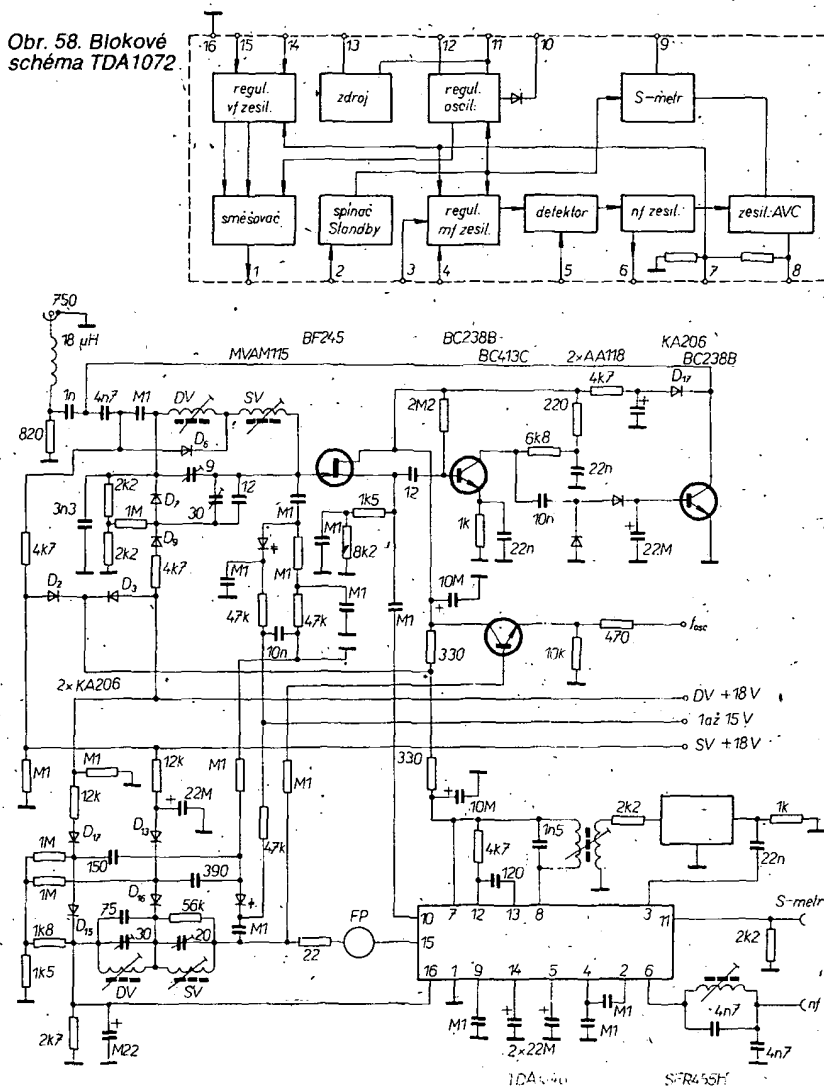 Obr. 58. Blokové
schéma TDA1072
16 15 14 13 12 11 10 9
regul.
vf zesil.
zdroj
regul.
oscil.
S-metr
směšovač
spínač
Standby
regul.
mf zesil.
detektor
nf zesil.
zesil. AVC
1 2 3 4 5 6 7 8
750
18 μH
MVAM115
BF245
BC238B
BC413C
2×AA118
KA206
BC238B
1n
4n7
M1
DV
SV
820
D6
9
30
12
3n3
2k2
2k2
1M
D7
D9
4k7
4k7
D2
D3
M1
M1
M1
47k
47k
10n
M1
M1
8k2
1k5
12
M1
2M2
1k
22n
6k8
220
22n
4k7
D17
10n
22M
10M
330
10k
470
fosc
2×KA206
DV +18 V
1 až 15 V
SV +18 V
M1
M1
12k
12k
22M
D17
D13
1M
150
1M
390
D16
D15
75
56k
30
20
1k8
1k5
DV
SV
2k7
M22
M1
47k
M1
M1
22
FP
330
10M
4k7
120
1n5
2k2
1k
22n
10 7 12 13 8 3
15
11
16 1 9 14 5 4 2 6
S-metr
2k2
M1
2×22M
M1
M1
4n7
4n7
nf
SFR455H